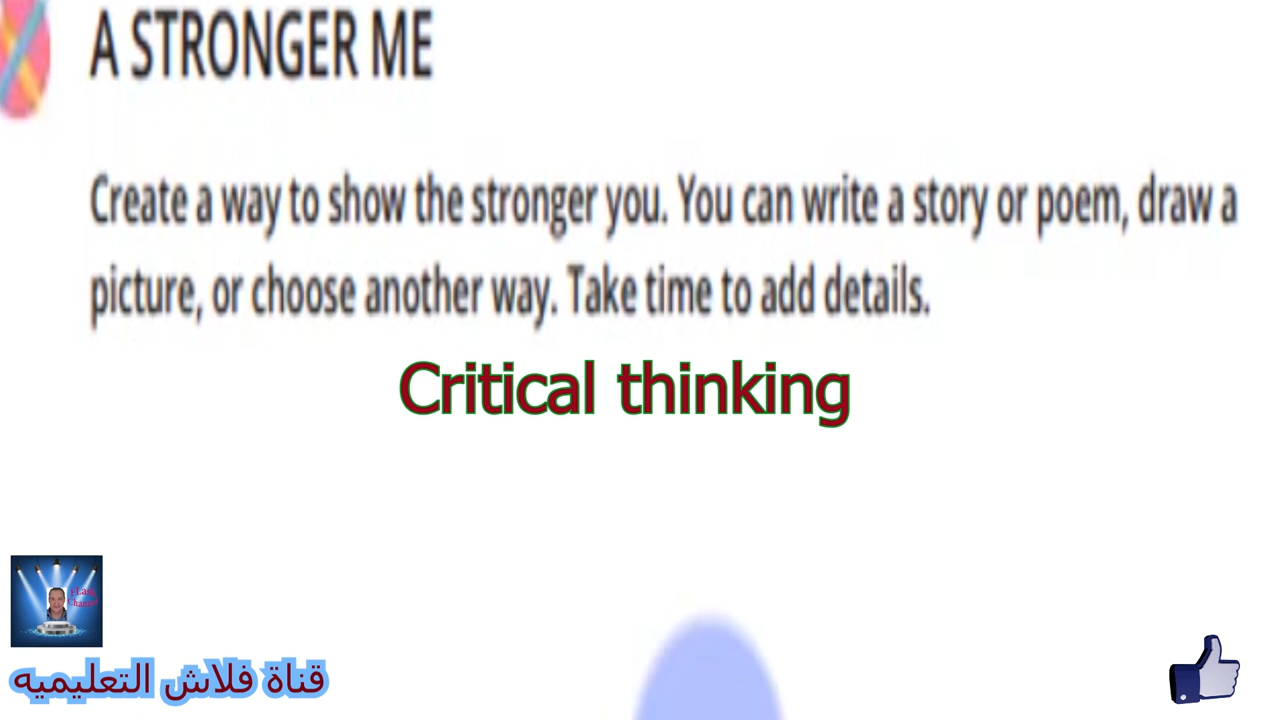 A STRONGER ME
Create a way to show the stronger you. You can write a story or poem, draw a
picture, or choose another way. Take time to add details.
Critical thinking
قناة فلاش التعليميه